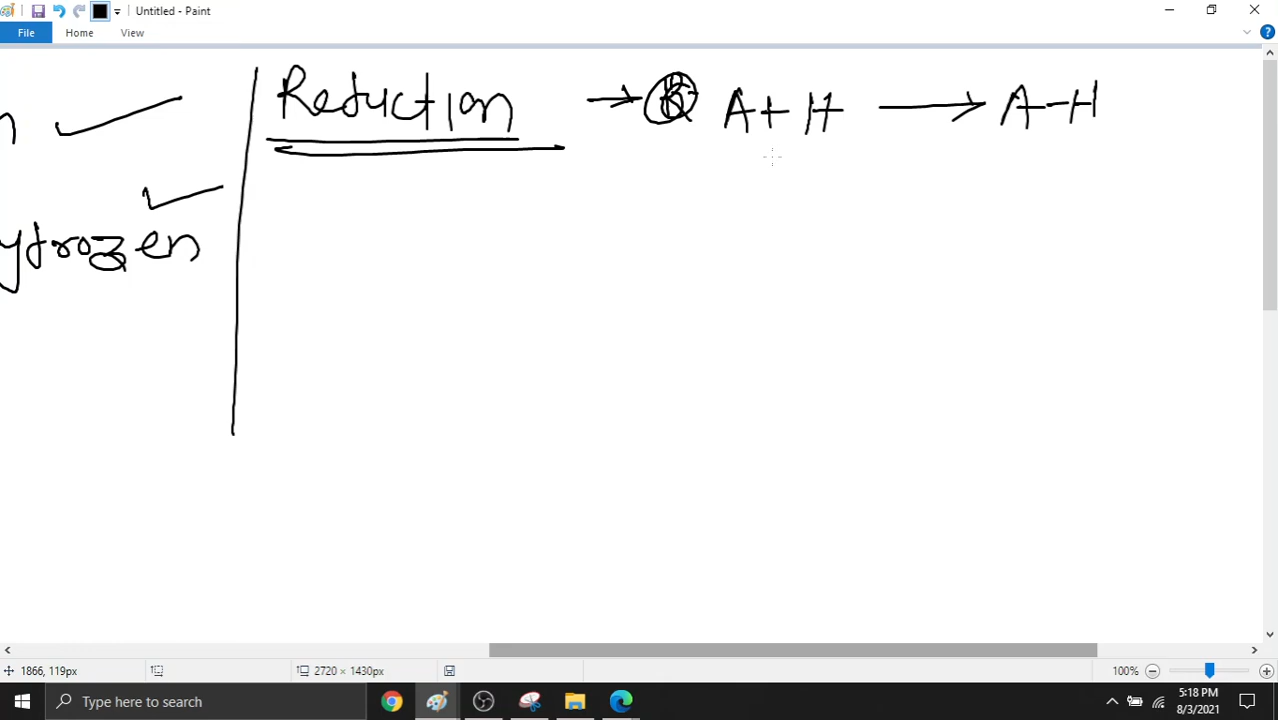 Untitled - Paint
File Home View
Reduction → A + H → A-H
n
ydrozen
1866, 119px 2720 × 1430px 100%
Type here to search
5:18 PM
8/3/2021